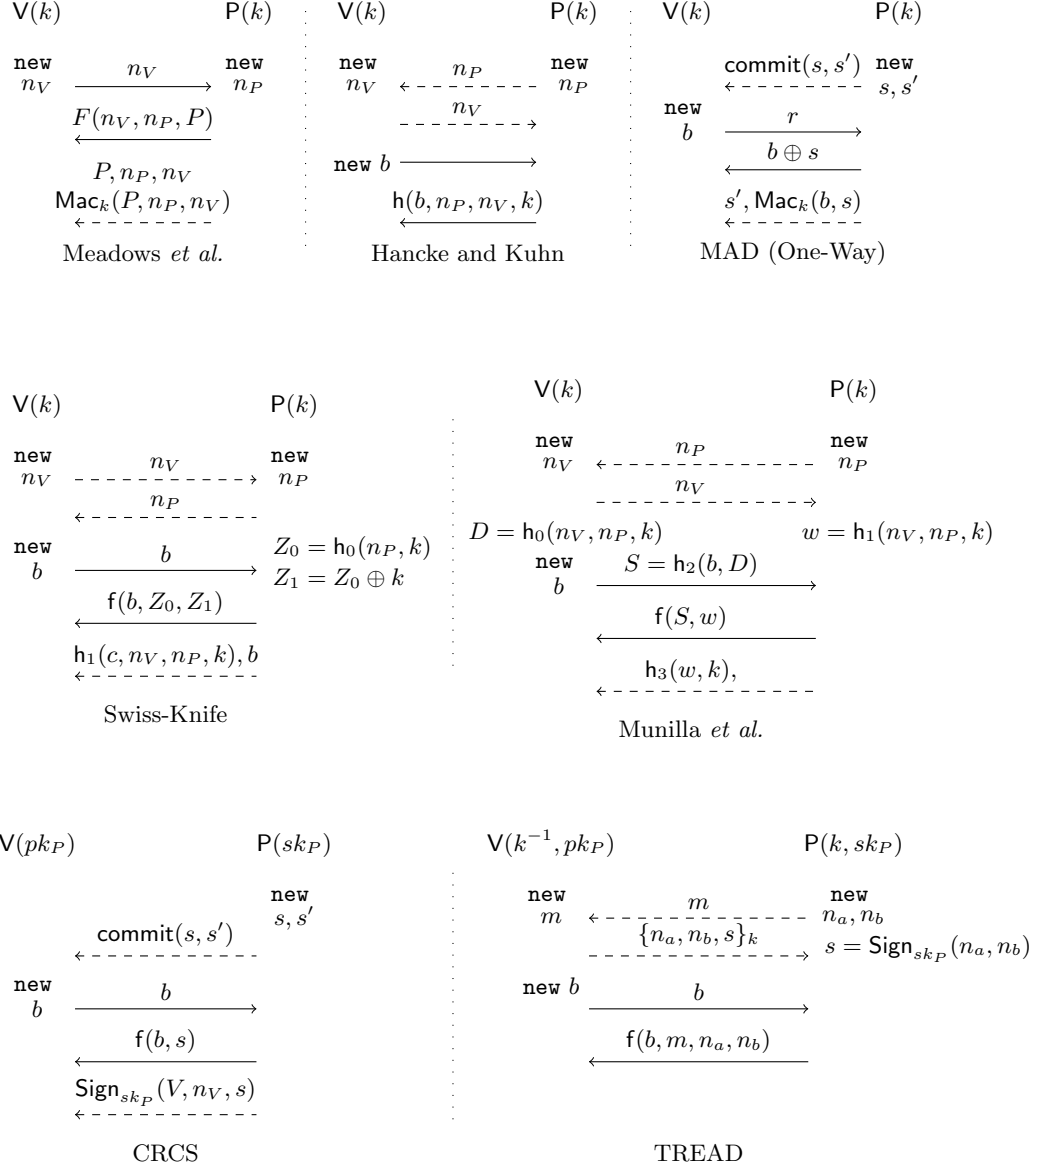 V(k) P(k)
new new
n_V n_V n_P
F(n_V, n_P, P)
P, n_P, n_V
Mac_k(P, n_P, n_V)
Meadows et al.
V(k) P(k)
new n_P new
n_V n_P
n_V
new b
h(b, n_P, n_V, k)
Hancke and Kuhn
V(k) P(k)
commit(s, s′) new
s, s′
new
b r
b ⊕ s
s′, Mac_k(b, s)
MAD (One-Way)
V(k) P(k)
new n_V new
n_V n_P
n_P
new b Z_0 = h_0(n_P, k)
b Z_1 = Z_0 ⊕ k
f(b, Z_0, Z_1)
h_1(c, n_V, n_P, k), b
Swiss-Knife
V(k) P(k)
new n_P new
n_V n_P
n_V
D = h_0(n_V, n_P, k) w = h_1(n_V, n_P, k)
new S = h_2(b, D)
b
f(S, w)
h_3(w, k),
Munilla et al.
V(pk_P) P(sk_P)
new
s, s′
commit(s, s′)
new b
b
f(b, s)
Sign_{sk_P}(V, n_V, s)
CRCS
V(k^{-1}, pk_P) P(k, sk_P)
new m new
m n_a, n_b
{n_a, n_b, s}_k s = Sign_{sk_P}(n_a, n_b)
new b b
f(b, m, n_a, n_b)
TREAD